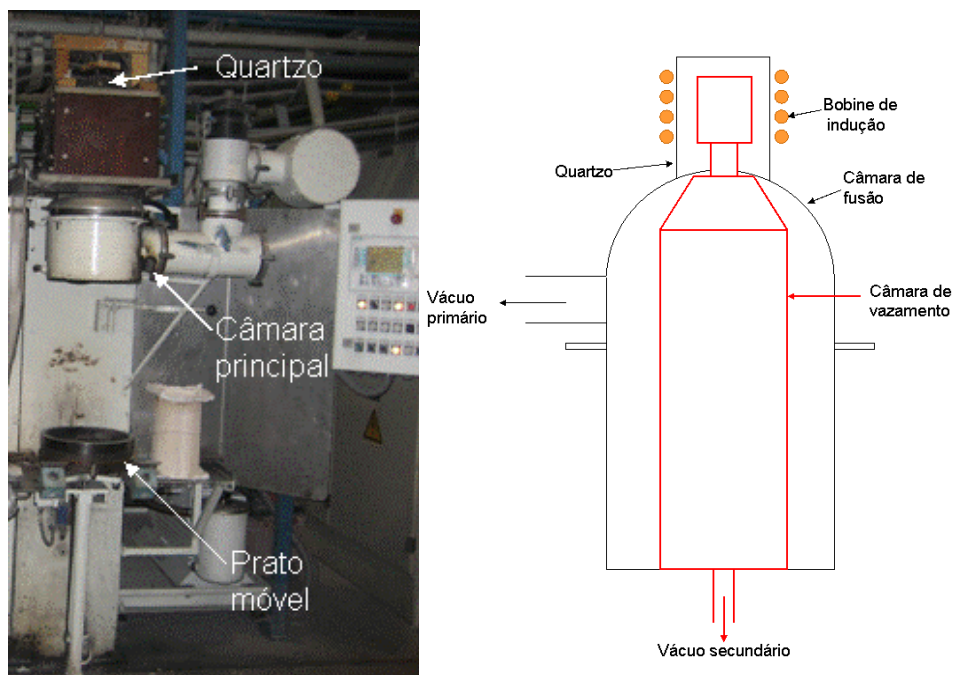 Quartzo
Câmara
principal
Prato
móvel
Bobine de
indução
Quartzo
Câmara de
fusão
Vácuo
primário
Câmara de
vazamento
Vácuo secundário